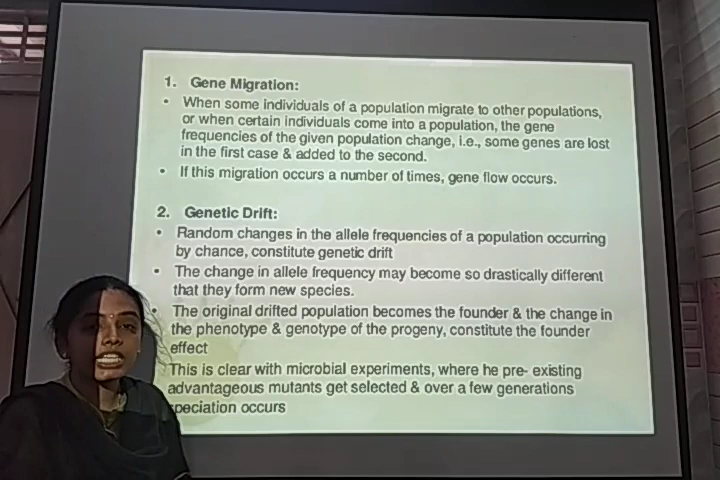 1. Gene Migration:
• When some individuals of a population migrate to other populations,
or when certain individuals come into a population, the gene
frequencies of the given population change, i.e., some genes are lost
in the first case & added to the second.
• If this migration occurs a number of times, gene flow occurs.
2. Genetic Drift:
• Random changes in the allele frequencies of a population occurring
by chance, constitute genetic drift
• The change in allele frequency may become so drastically different
that they form new species.
• The original drifted population becomes the founder & the change in
the phenotype & genotype of the progeny, constitute the founder
effect
This is clear with microbial experiments, where he pre- existing
advantageous mutants get selected & over a few generations
speciation occurs